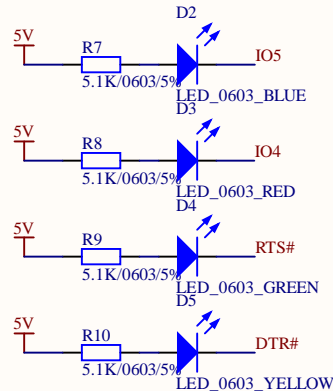 D2
5V
R7
IO5
5.1K/0603/5%
LED_0603_BLUE
D3
5V
R8
IO4
5.1K/0603/5%
LED_0603_RED
D4
5V
R9
RTS#
5.1K/0603/5%
LED_0603_GREEN
D5
5V
R10
DTR#
5.1K/0603/5%
LED_0603_YELLOW